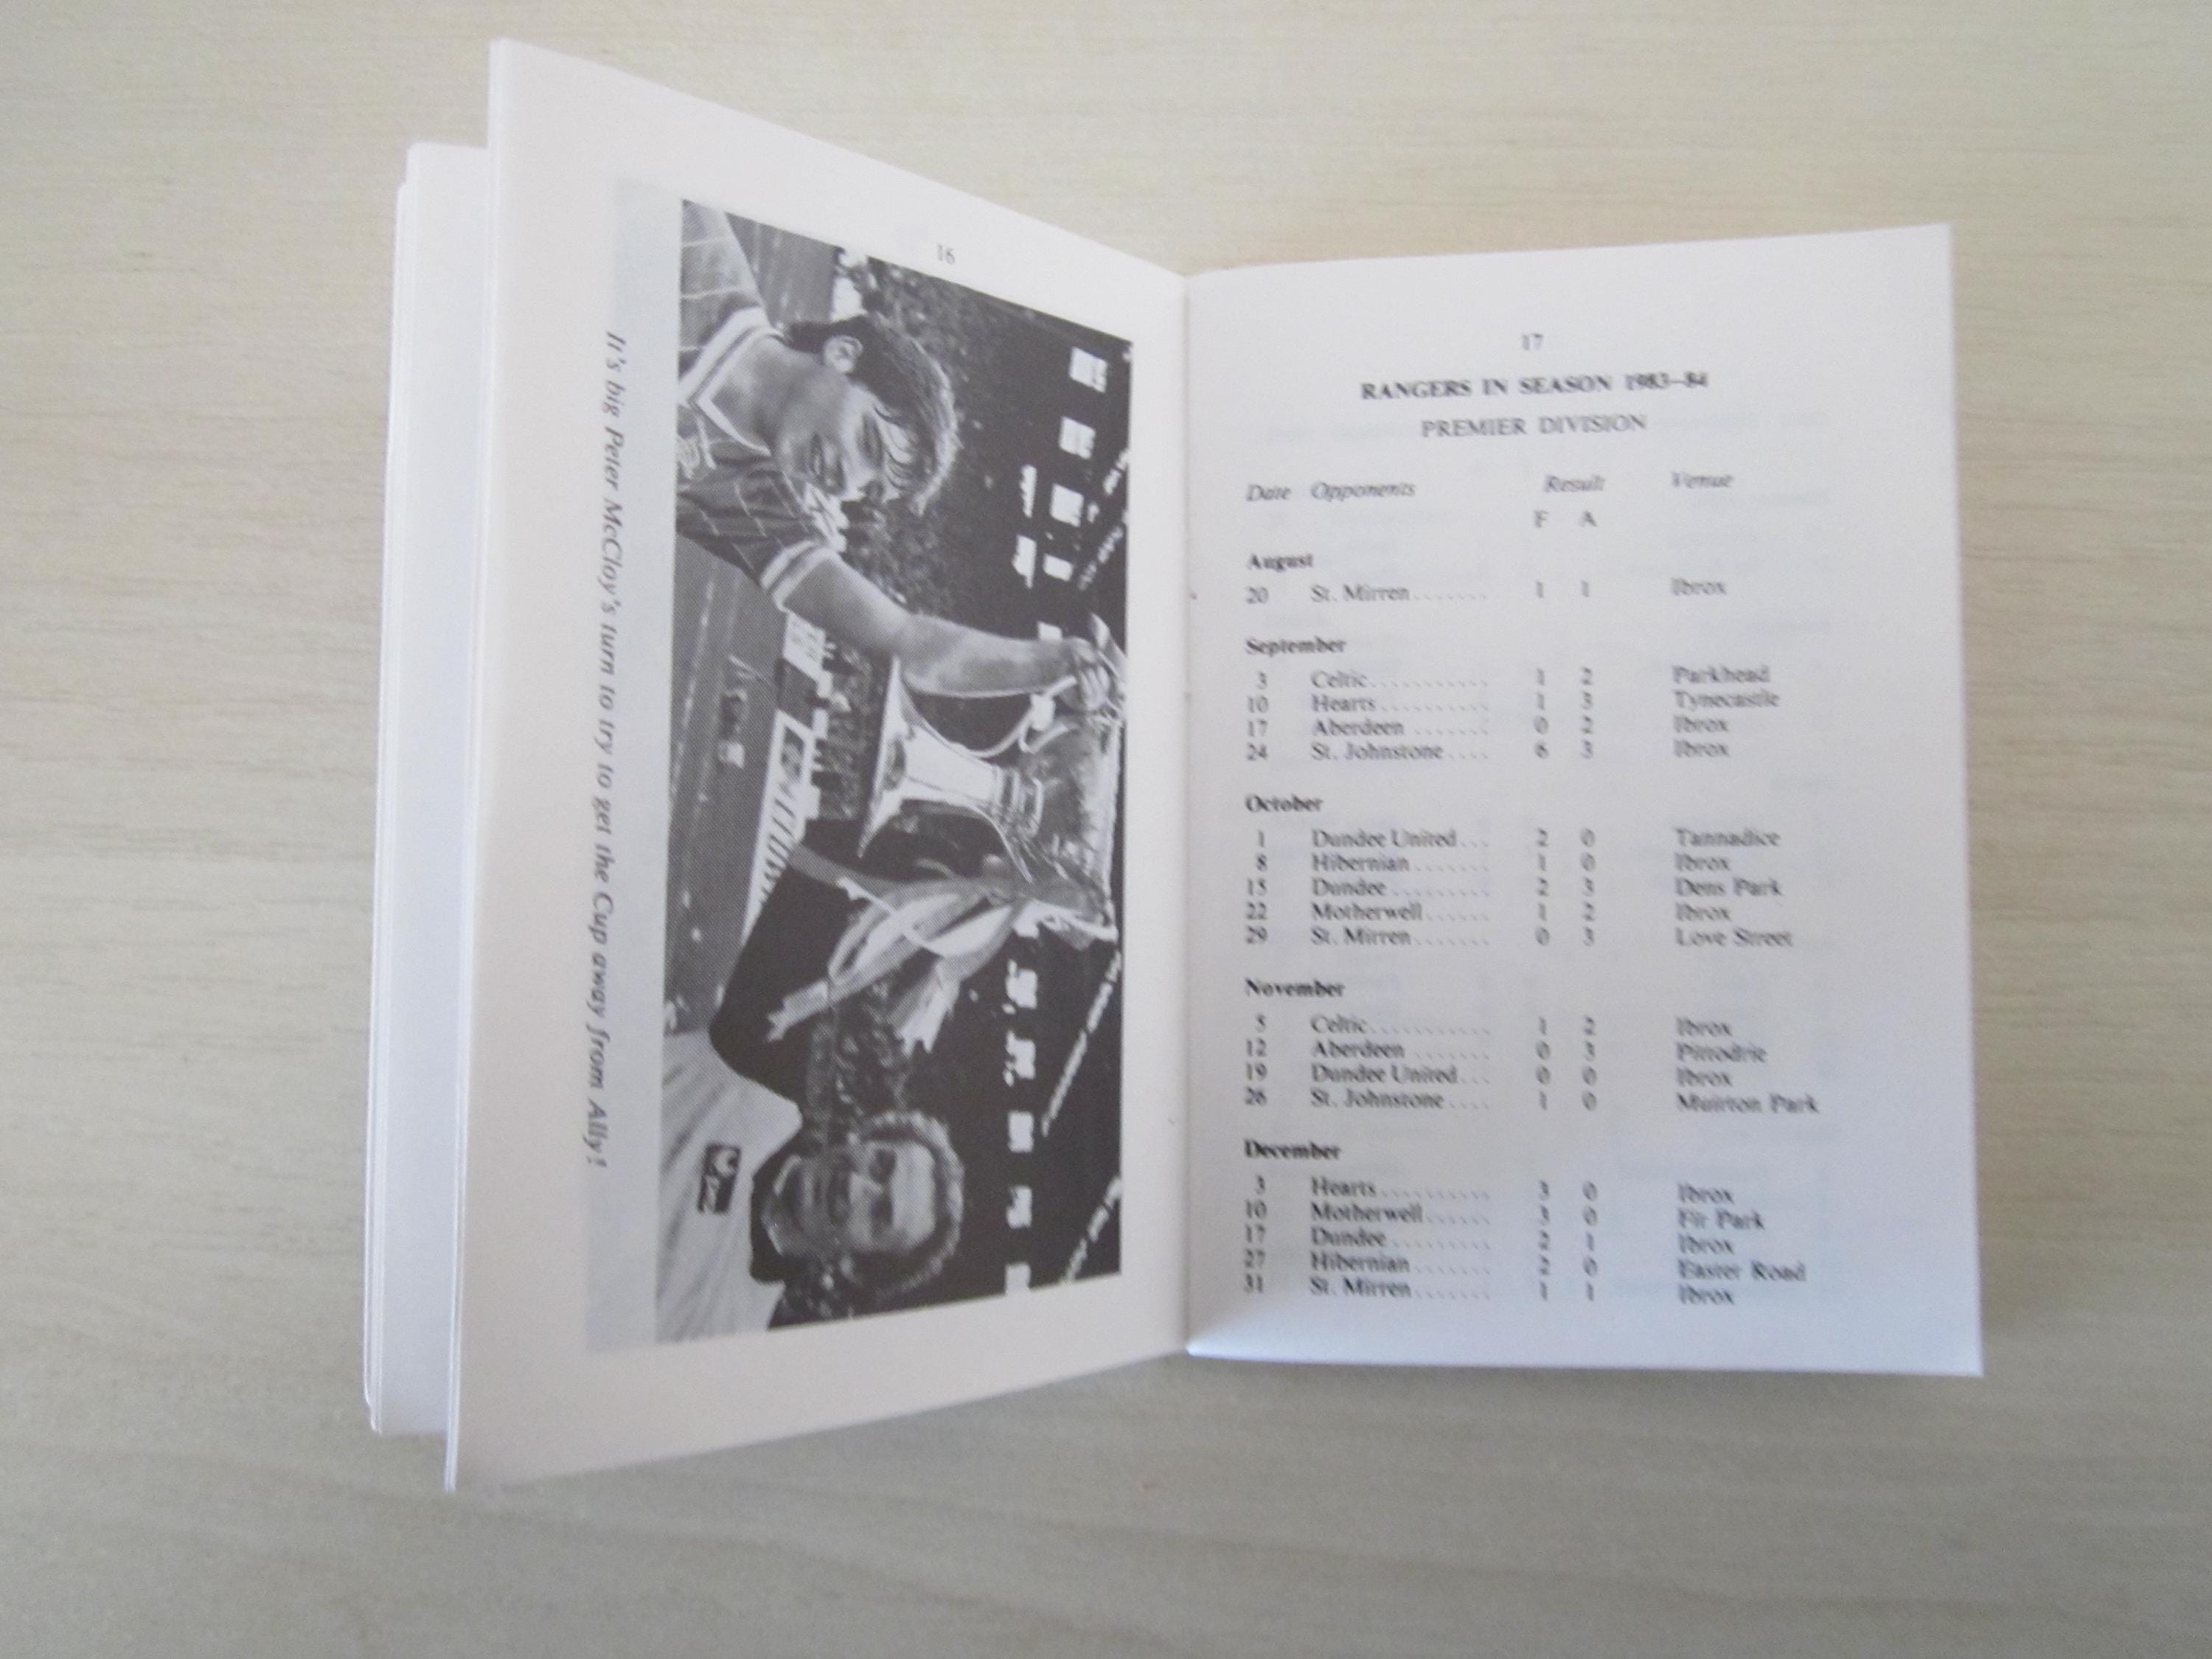 16
It's big Peter McCloy's turn to try to get the Cup away from Ally!
17
RANGERS IN SEASON 1983–84
PREMIER DIVISION
Date Opponents Result Venue
F A
August
20 St. Mirren....... 1 1 Ibrox
September
3 Celtic........... 1 2 Parkhead
10 Hearts.......... 1 3 Tynecastle
17 Aberdeen ....... 0 2 Ibrox
24 St. Johnstone.... 6 3 Ibrox
October
1 Dundee United... 2 0 Tannadice
8 Hibernian........ 1 0 Ibrox
15 Dundee ......... 2 3 Dens Park
22 Motherwell...... 1 2 Ibrox
29 St. Mirren....... 0 3 Love Street
November
5 Celtic........... 1 2 Ibrox
12 Aberdeen ....... 0 3 Pittodrie
19 Dundee United... 0 0 Ibrox
26 St. Johnstone.... 1 0 Muirton Park
December
3 Hearts.......... 3 0 Ibrox
10 Motherwell...... 3 0 Fir Park
17 Dundee ......... 2 1 Ibrox
27 Hibernian........ 2 0 Easter Road
31 St. Mirren....... 1 1 Ibrox